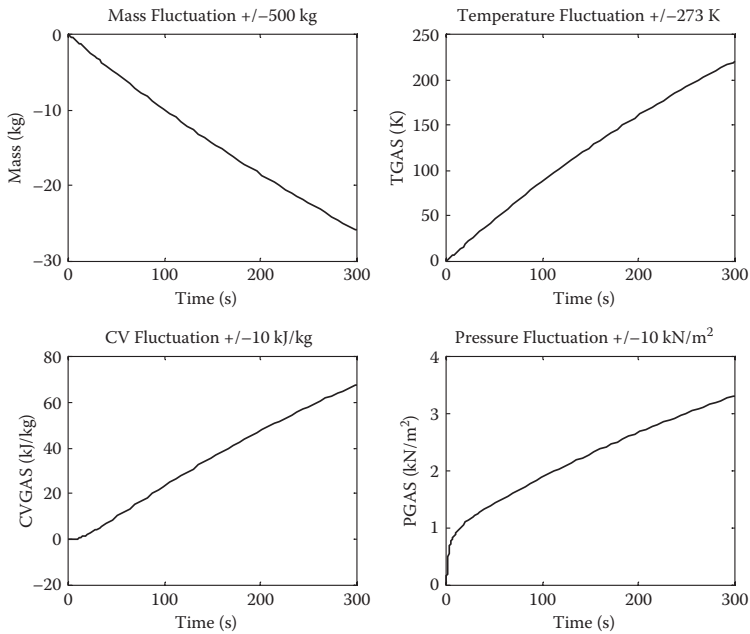 Mass Fluctuation +/−500 kg
0
−10
−20
−30
Mass (kg)
0 100 200 300
Time (s)
Temperature Fluctuation +/−273 K
250
200
150
100
50
0
TGAS (K)
0 100 200 300
Time (s)
CV Fluctuation +/−10 kJ/kg
80
60
40
20
0
−20
CVGAS (kJ/kg)
0 100 200 300
Time (s)
Pressure Fluctuation +/−10 kN/m²
4
3
2
1
0
PGAS (kN/m²)
0 100 200 300
Time (s)